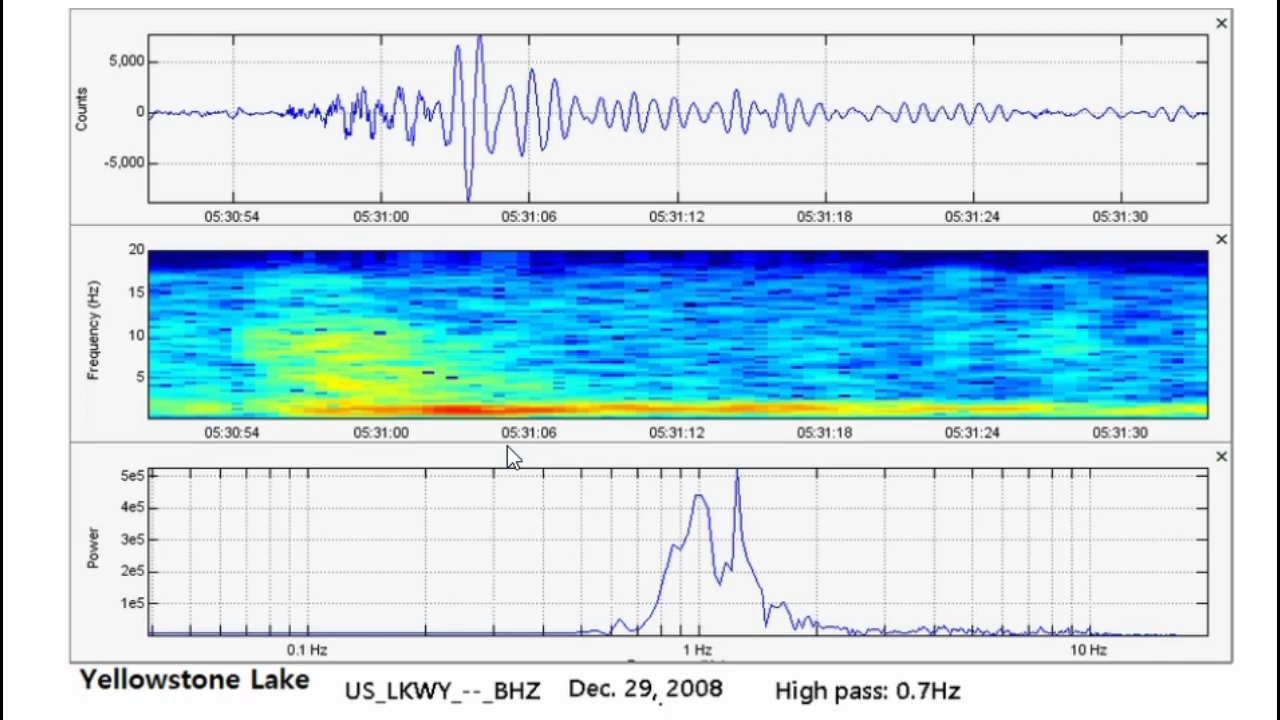 5,000
0
-5,000
Counts
05:30:54 05:31:00 05:31:06 05:31:12 05:31:18 05:31:24 05:31:30
20
15
10
5
Frequency (Hz)
05:30:54 05:31:00 05:31:06 05:31:12 05:31:18 05:31:24 05:31:30
5e5
4e5
3e5
2e5
1e5
Power
0.1 Hz 1 Hz 10 Hz
Yellowstone Lake US_LKWY_--_BHZ Dec. 29, 2008 High pass: 0.7Hz